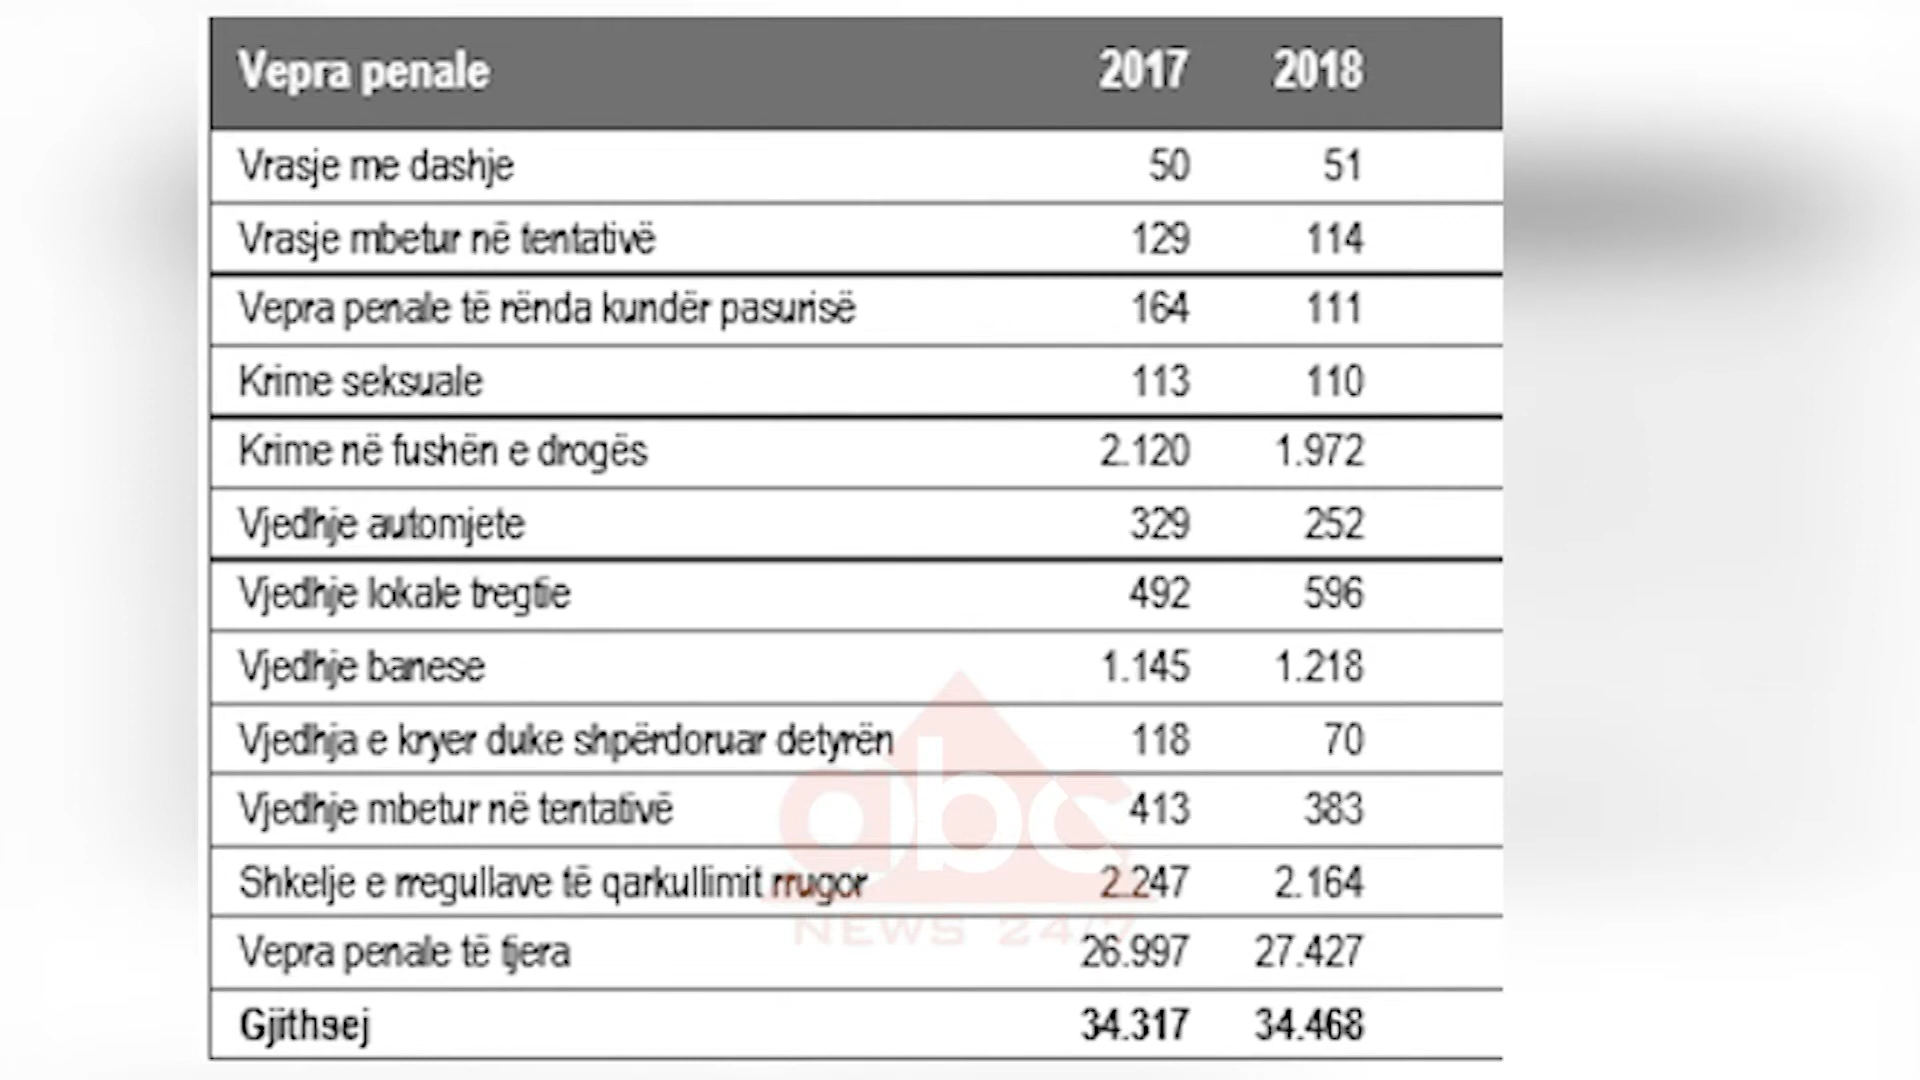 Vepra penale 2017 2018
Vrasje me dashje 50 51
Vrasje mbetur në tentativë 129 114
Vepra penale të rënda kundër pasurisë 164 111
Krime seksuale 113 110
Krime në fushën e drogës 2.120 1.972
Vjedhje automjete 329 252
Vjedhje lokale tregtie 492 596
Vjedhje banese 1.145 1.218
Vjedhja e kryer duke shpërdoruar detyrën 118 70
Vjedhje mbetur në tentativë 413 383
Shkelje e rregullave të qarkullimit rrugor 2.247 2.164
Vepra penale të tjera 26.997 27.427
Gjithsej 34.317 34.468
abc
NEWS 24/7